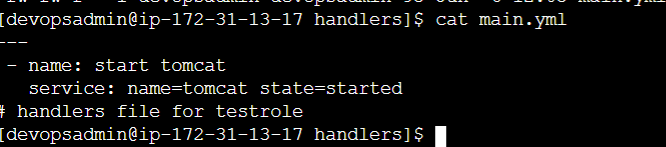 [devopsadmin@ip-172-31-13-17 handlers]$ cat main.yml
---
 - name: start tomcat
   service: name=tomcat state=started
# handlers file for testrole
[devopsadmin@ip-172-31-13-17 handlers]$